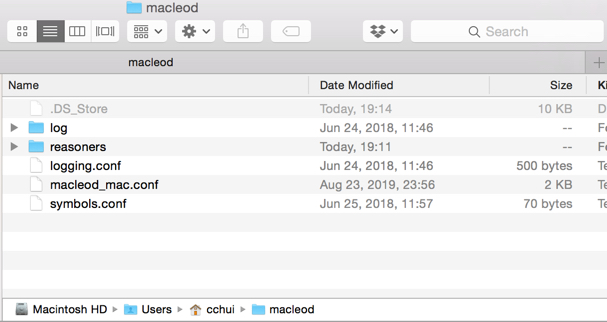 macleod
Search
macleod
Name Date Modified Size Ki
.DS_Store Today, 19:14 10 KB D
log Jun 24, 2018, 11:46 -- Fo
reasoners Today, 19:11 -- Fo
logging.conf Jun 24, 2018, 11:46 500 bytes Te
macleod_mac.conf Aug 23, 2019, 23:56 2 KB Te
symbols.conf Jun 25, 2018, 11:57 70 bytes Te
Macintosh HD Users cchui macleod